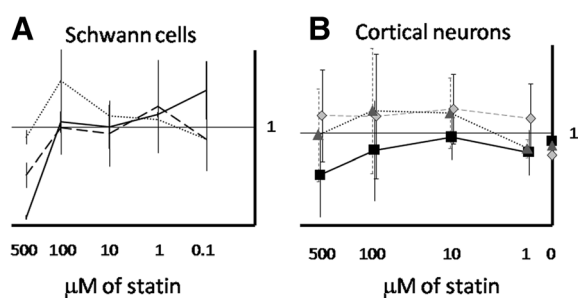 A Schwann cells
1
500 100 10 1 0.1
μM of statin
B Cortical neurons
1
500 100 10 1 0
μM of statin